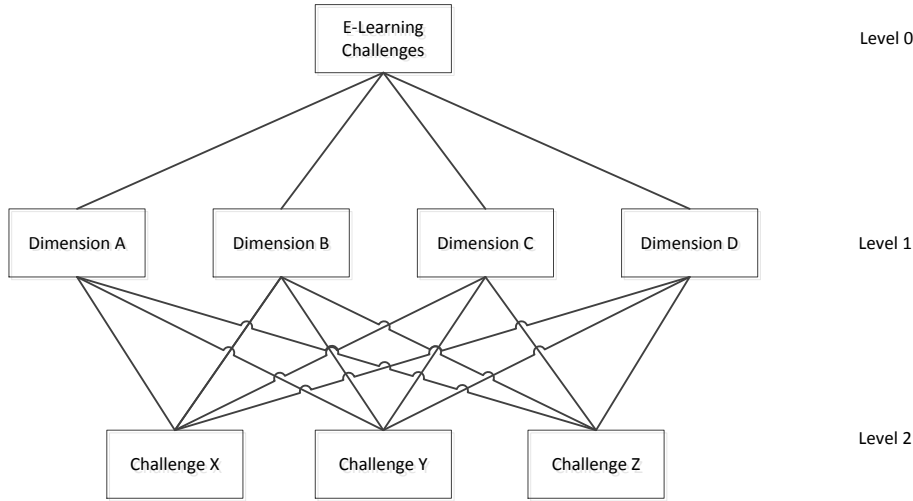 E-Learning
Challenges
Level 0
Dimension A
Dimension B
Dimension C
Dimension D
Level 1
Challenge X
Challenge Y
Challenge Z
Level 2